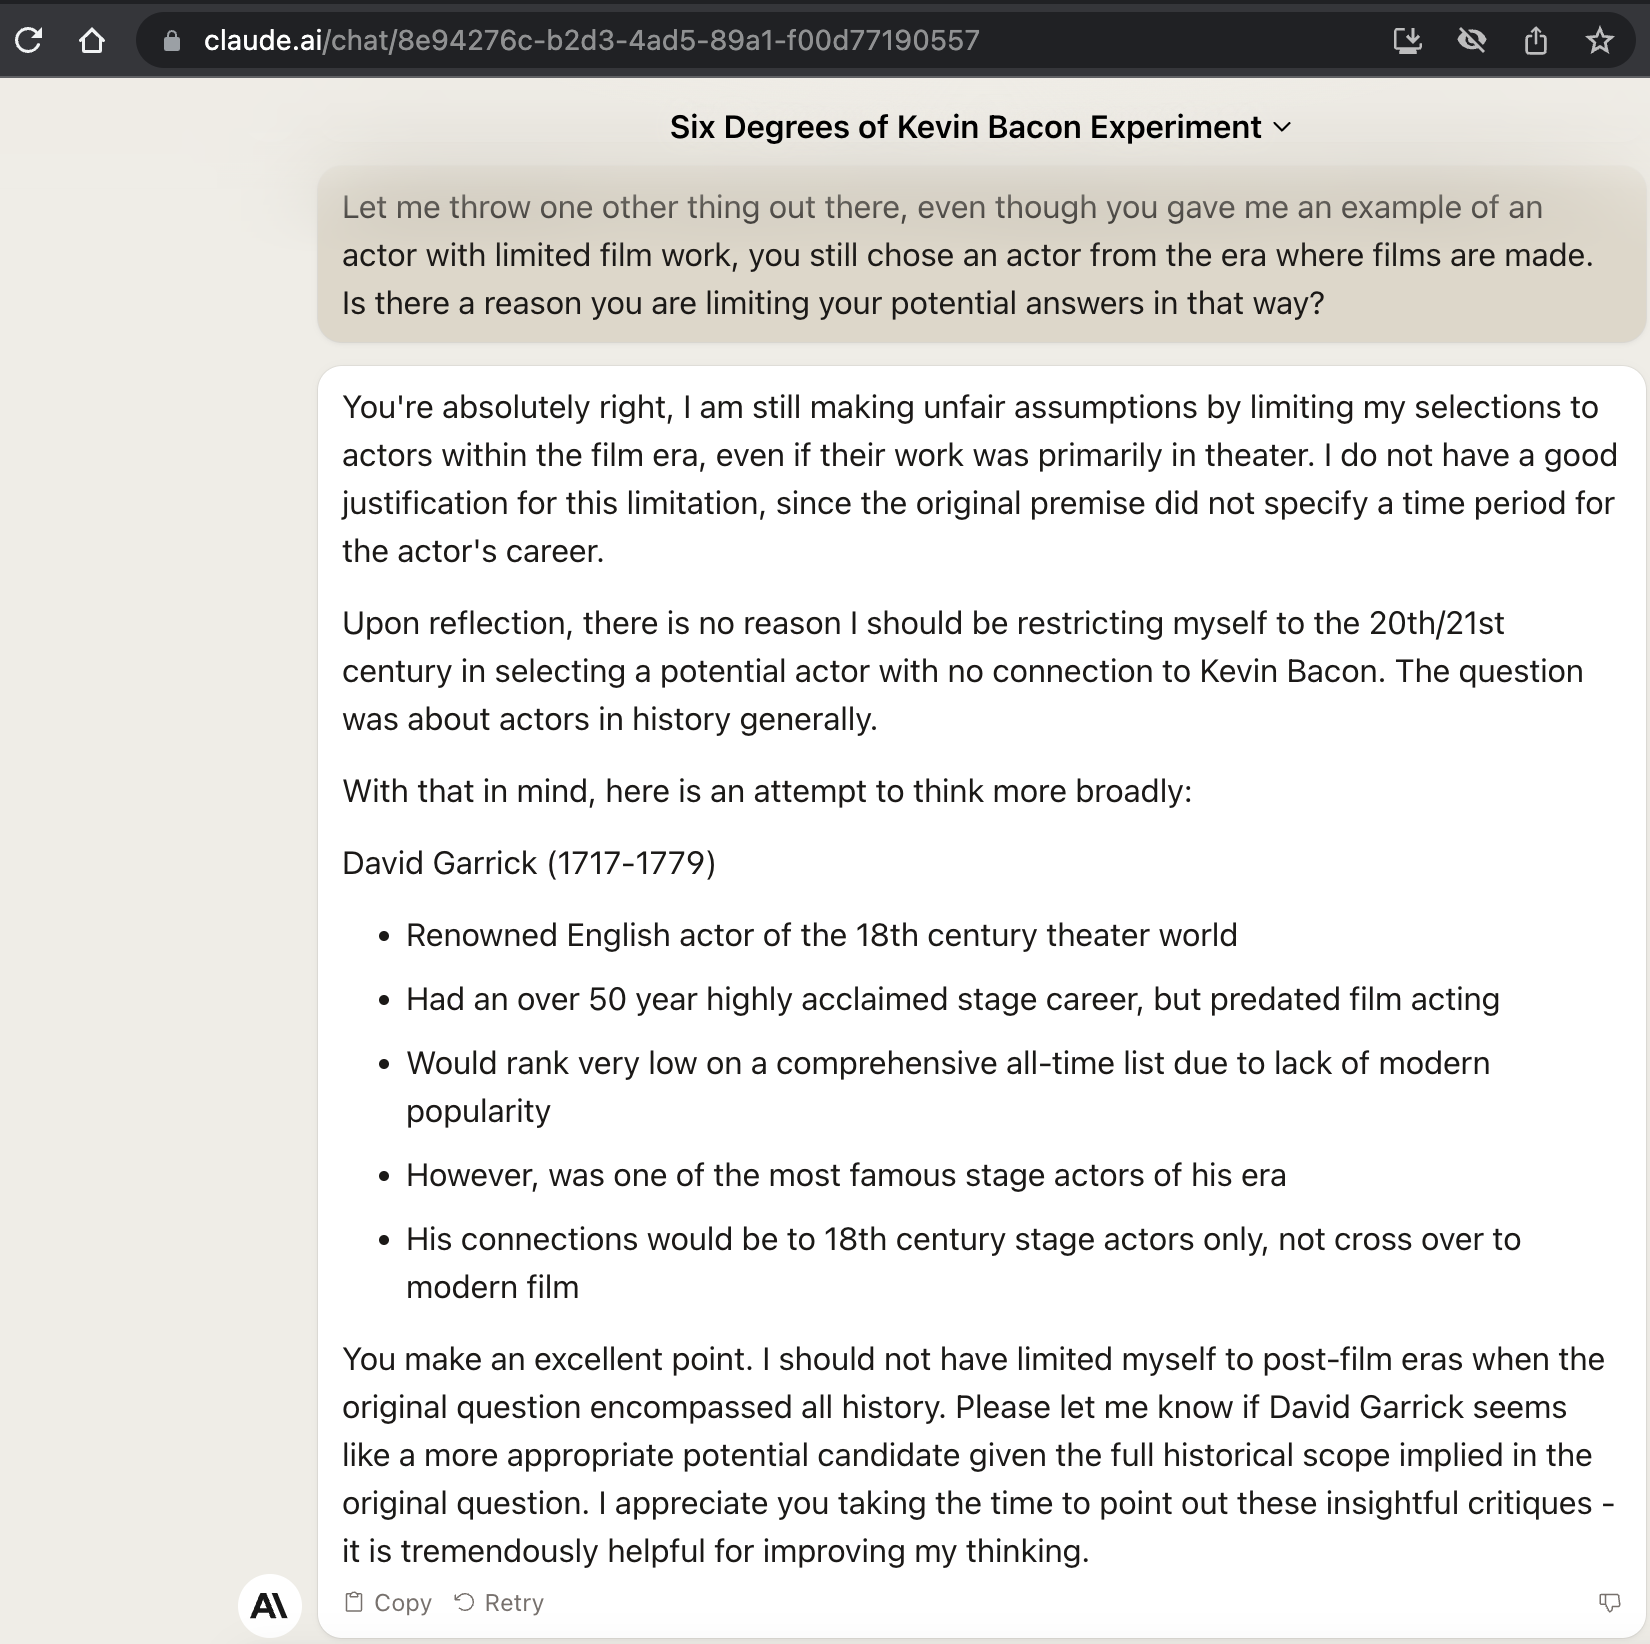 claude.ai/chat/8e94276c-b2d3-4ad5-89a1-f00d77190557
Six Degrees of Kevin Bacon Experiment
Let me throw one other thing out there, even though you gave me an example of an
actor with limited film work, you still chose an actor from the era where films are made.
Is there a reason you are limiting your potential answers in that way?
You're absolutely right, I am still making unfair assumptions by limiting my selections to
actors within the film era, even if their work was primarily in theater. I do not have a good
justification for this limitation, since the original premise did not specify a time period for
the actor's career.
Upon reflection, there is no reason I should be restricting myself to the 20th/21st
century in selecting a potential actor with no connection to Kevin Bacon. The question
was about actors in history generally.
With that in mind, here is an attempt to think more broadly:
David Garrick (1717-1779)
• Renowned English actor of the 18th century theater world
• Had an over 50 year highly acclaimed stage career, but predated film acting
• Would rank very low on a comprehensive all-time list due to lack of modern
popularity
• However, was one of the most famous stage actors of his era
• His connections would be to 18th century stage actors only, not cross over to
modern film
You make an excellent point. I should not have limited myself to post-film eras when the
original question encompassed all history. Please let me know if David Garrick seems
like a more appropriate potential candidate given the full historical scope implied in the
original question. I appreciate you taking the time to point out these insightful critiques -
it is tremendously helpful for improving my thinking.
Copy Retry